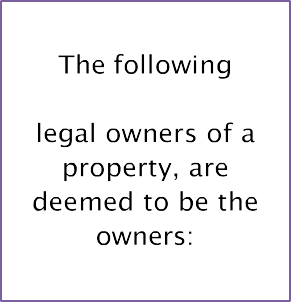 The following
legal owners of a
property, are
deemed to be the
owners: